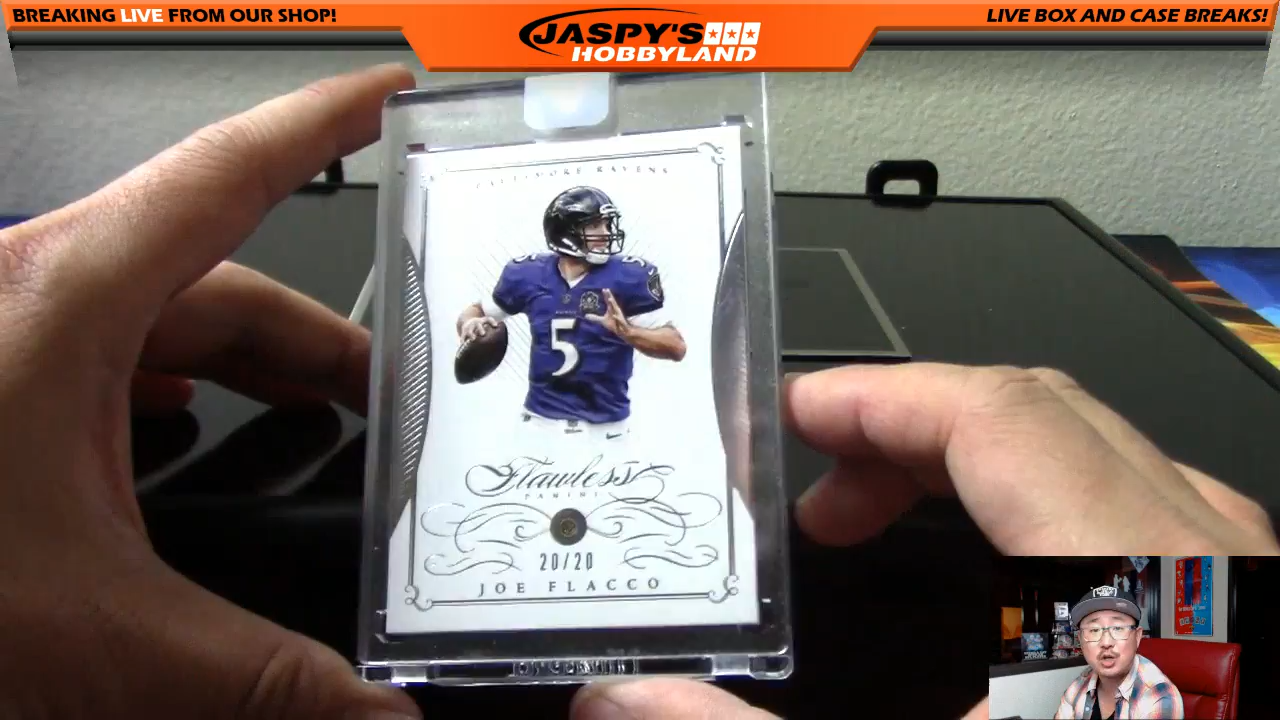 BREAKING LIVE FROM OUR SHOP!
JASPY'S
HOBBYLAND
LIVE BOX AND CASE BREAKS!
BALTIMORE RAVENS
5
Flawless
PANINI
20/20
JOE FLACCO